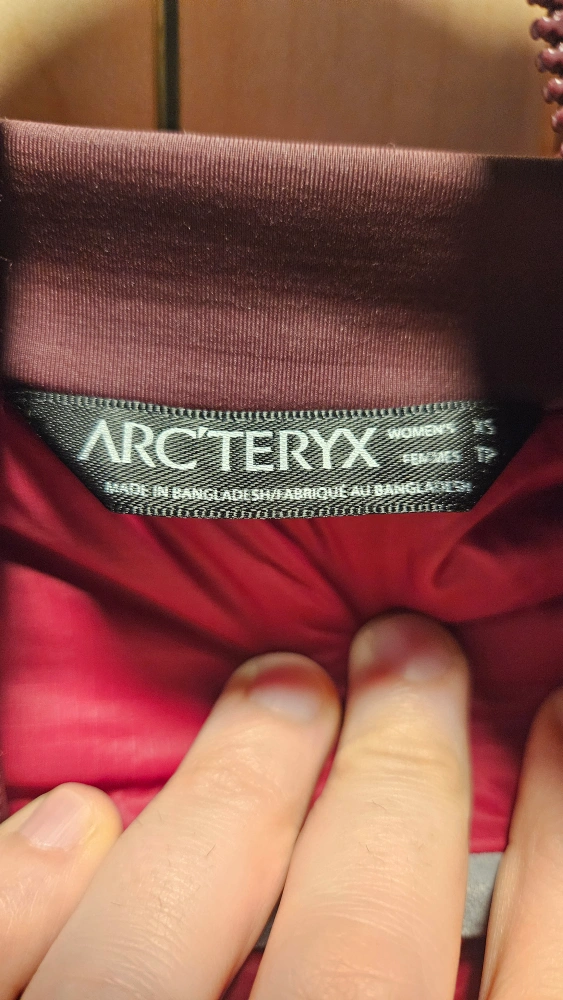 ARC'TERYX WOMEN'S XS
FEMMES TP
MADE IN BANGLADESH/FABRIQUÉ AU BANGLADESH